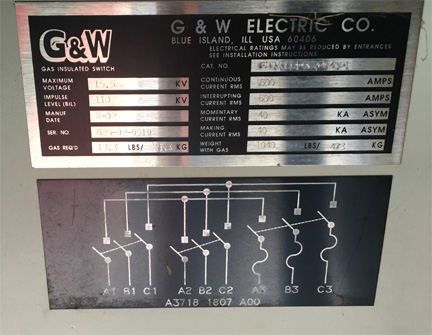 G&W
GAS INSULATED SWITCH
G & W ELECTRIC CO.
BLUE ISLAND, ILL USA 60406
ELECTRICAL RATINGS MAY BE REDUCED BY ENTRANCES
SEE INSTALLATION INSTRUCTIONS.
CAT. NO.
MAXIMUM VOLTAGE 15.5 KV
CONTINUOUS CURRENT RMS 600 AMPS
IMPULSE LEVEL (BIL) 110 KV
INTERRUPTING CURRENT RMS 600 AMPS
MANUF DATE
MOMENTARY CURRENT RMS 40 KA ASYM
SER. NO.
MAKING CURRENT RMS 40 KA ASYM
GAS REQ'D LBS/ KG
WEIGHT WITH GAS 1040 LBS/ 473 KG
A1 B1 C1 A2 B2 C2 A3 B3 C3
A3718 1807 A00